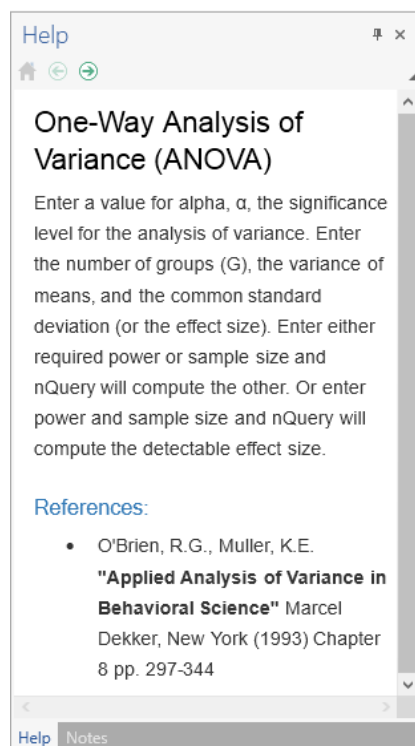 Help
One-Way Analysis of
Variance (ANOVA)
Enter a value for alpha, α, the significance
level for the analysis of variance. Enter
the number of groups (G), the variance of
means, and the common standard
deviation (or the effect size). Enter either
required power or sample size and
nQuery will compute the other. Or enter
power and sample size and nQuery will
compute the detectable effect size.
References:
• O'Brien, R.G., Muller, K.E.
"Applied Analysis of Variance in
Behavioral Science" Marcel
Dekker, New York (1993) Chapter
8 pp. 297-344
Help Notes